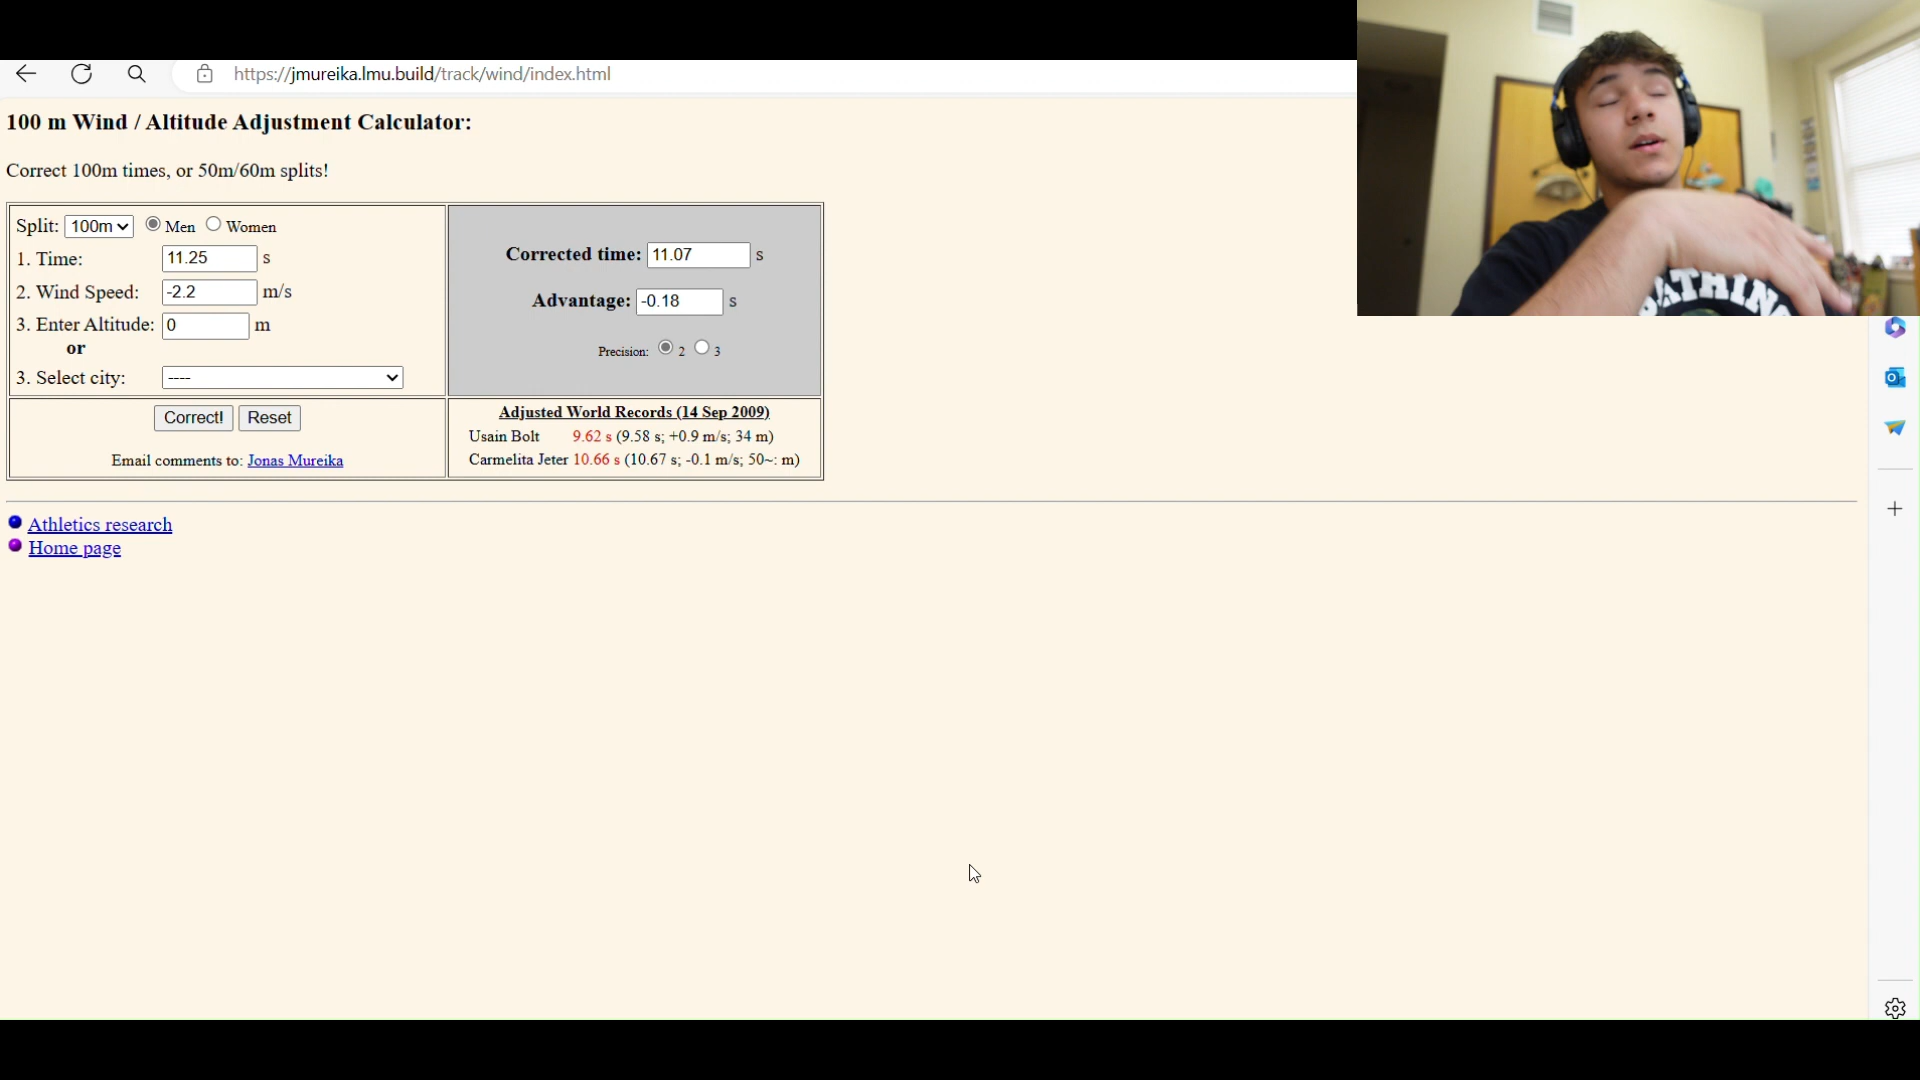 https://jmureika.lmu.build/track/wind/index.html
100 m Wind / Altitude Adjustment Calculator:
Correct 100m times, or 50m/60m splits!
Split: 100m Men Women
1. Time: 11.25 s
2. Wind Speed: -2.2 m/s
3. Enter Altitude: 0 m
or
3. Select city: ----
Corrected time: 11.07 s
Advantage: -0.18 s
Precision: 2 3
Correct! Reset
Email comments to: Jonas Mureika
Adjusted World Records (14 Sep 2009)
Usain Bolt 9.62 s (9.58 s; +0.9 m/s; 34 m)
Carmelita Jeter 10.66 s (10.67 s; -0.1 m/s; 50~: m)
Athletics research
Home page